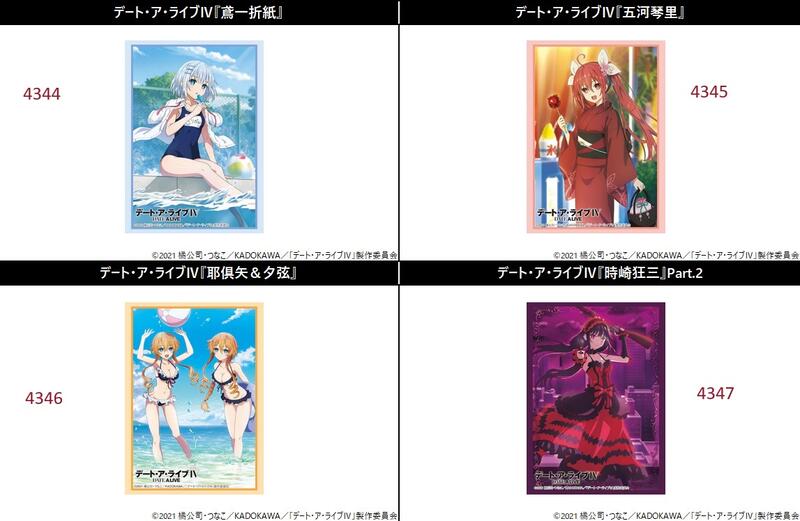 デート・ア・ライブⅣ『鳶一折紙』
デート・ア・ライブⅣ『五河琴里』
4344
4345
デート・ア・ライブⅣ
DATE A LIVE
デート・ア・ライブⅣ
DATE A LIVE
©2021 橘公司・つなこ／KADOKAWA／「デート・ア・ライブⅣ」製作委員会
©2021 橘公司・つなこ／KADOKAWA／「デート・ア・ライブⅣ」製作委員会
デート・ア・ライブⅣ『耶倶矢＆夕弦』
デート・ア・ライブⅣ『時崎狂三』Part.2
4346
4347
デート・ア・ライブⅣ
DATE A LIVE
デート・ア・ライブⅣ
DATE A LIVE
©2021 橘公司・つなこ／KADOKAWA／「デート・ア・ライブⅣ」製作委員会
©2021 橘公司・つなこ／KADOKAWA／「デート・ア・ライブⅣ」製作委員会